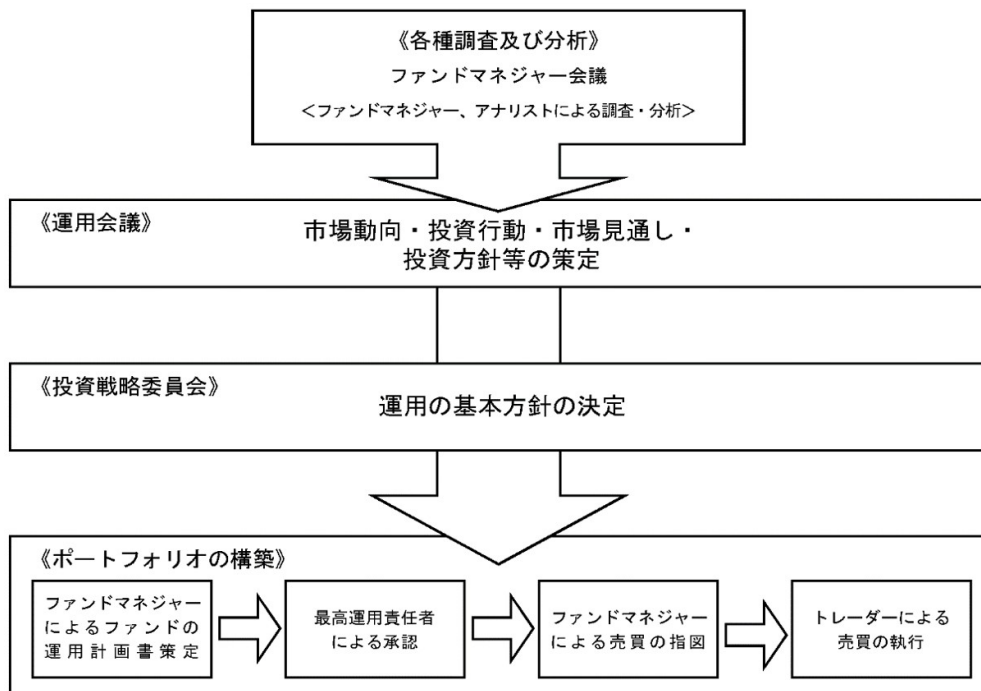 《各種調査及び分析》
ファンドマネジャー会議
＜ファンドマネジャー、アナリストによる調査・分析＞
《運用会議》
市場動向・投資行動・市場見通し・
投資方針等の策定
《投資戦略委員会》
運用の基本方針の決定
《ポートフォリオの構築》
ファンドマネジャー
によるファンドの
運用計画書策定
最高運用責任者
による承認
ファンドマネジャー
による売買の指図
トレーダーによる
売買の執行